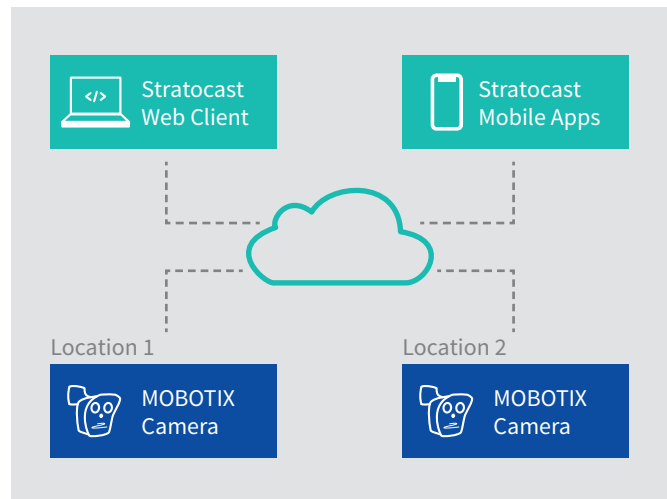 </>
Stratocast
Web Client
Stratocast
Mobile Apps
Location 1
Location 2
MOBOTIX
Camera
MOBOTIX
Camera